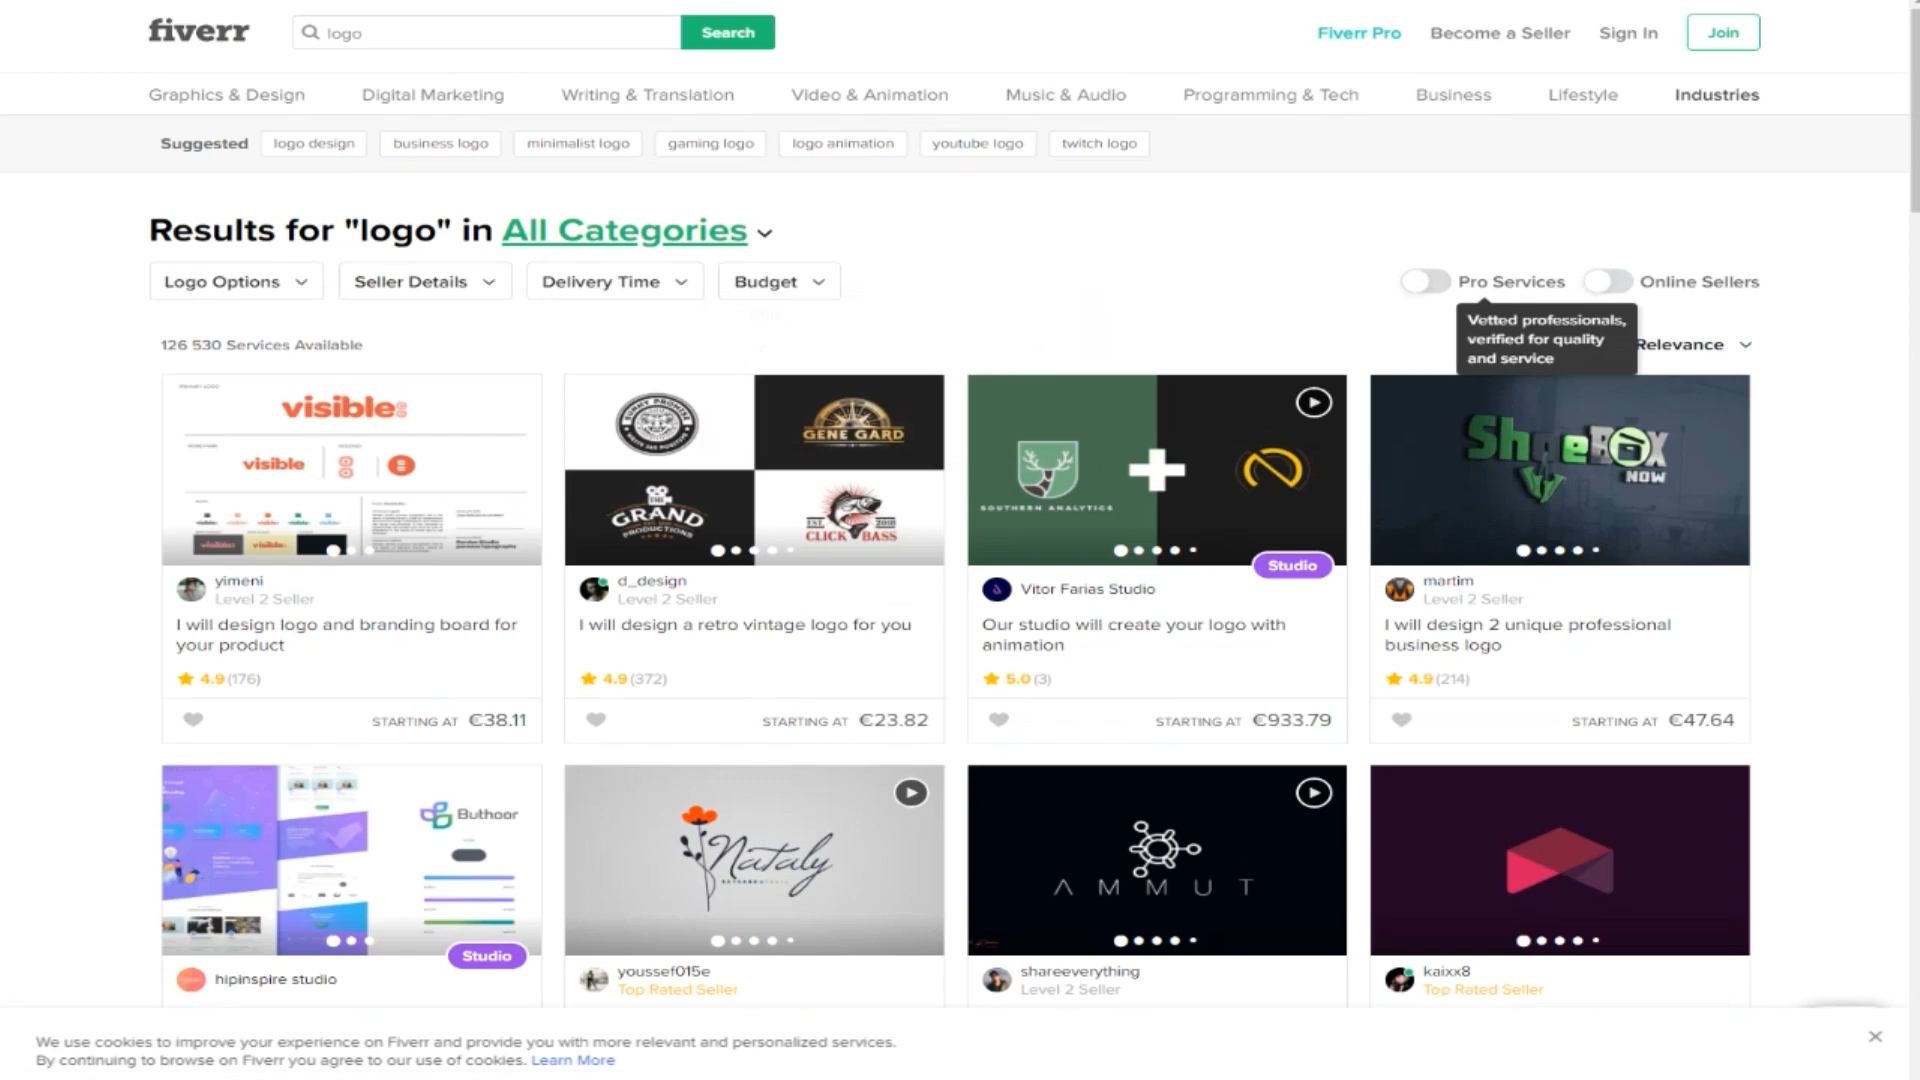 fiverr
logo
Search
Fiverr Pro
Become a Seller
Sign In
Join
Graphics & Design
Digital Marketing
Writing & Translation
Video & Animation
Music & Audio
Programming & Tech
Business
Lifestyle
Industries
Suggested
logo design
business logo
minimalist logo
gaming logo
logo animation
youtube logo
twitch logo
Results for "logo" in All Categories
Logo Options
Seller Details
Delivery Time
Budget
Pro Services
Online Sellers
Vetted professionals,
verified for quality
and service
126 530 Services Available
Relevance
visible
visible
GENE GARD
THE
GRAND
PRODUCTIONS
EST. 2018
CLICK BASS
SOUTHERN ANALYTICS
ShoeBOX
NOW
yimeni
Level 2 Seller
I will design logo and branding board for
your product
4.9 (176)
STARTING AT €38.11
d_design
Level 2 Seller
I will design a retro vintage logo for you
4.9 (372)
STARTING AT €23.82
Studio
Vitor Farias Studio
Our studio will create your logo with
animation
5.0 (3)
STARTING AT €933.79
martim
Level 2 Seller
I will design 2 unique professional
business logo
4.9 (214)
STARTING AT €47.64
Buthoor
Studio
hipinspire studio
Nataly
youssef015e
Top Rated Seller
AMMUT
shareeverything
Level 2 Seller
kaixx8
Top Rated Seller
We use cookies to improve your experience on Fiverr and provide you with more relevant and personalized services.
By continuing to browse on Fiverr you agree to our use of cookies. Learn More